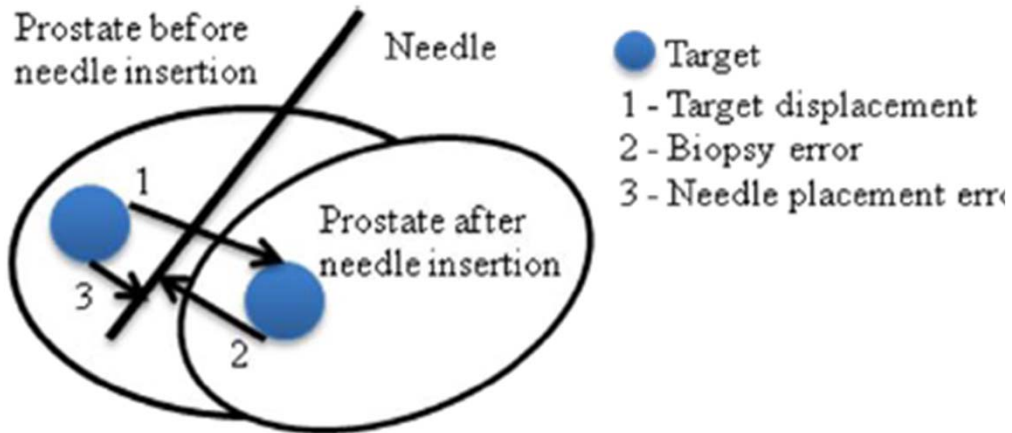 Prostate before
needle insertion
Needle
Target
1 - Target displacement
2 - Biopsy error
3 - Needle placement
1
Prostate after
needle insertion
3
2